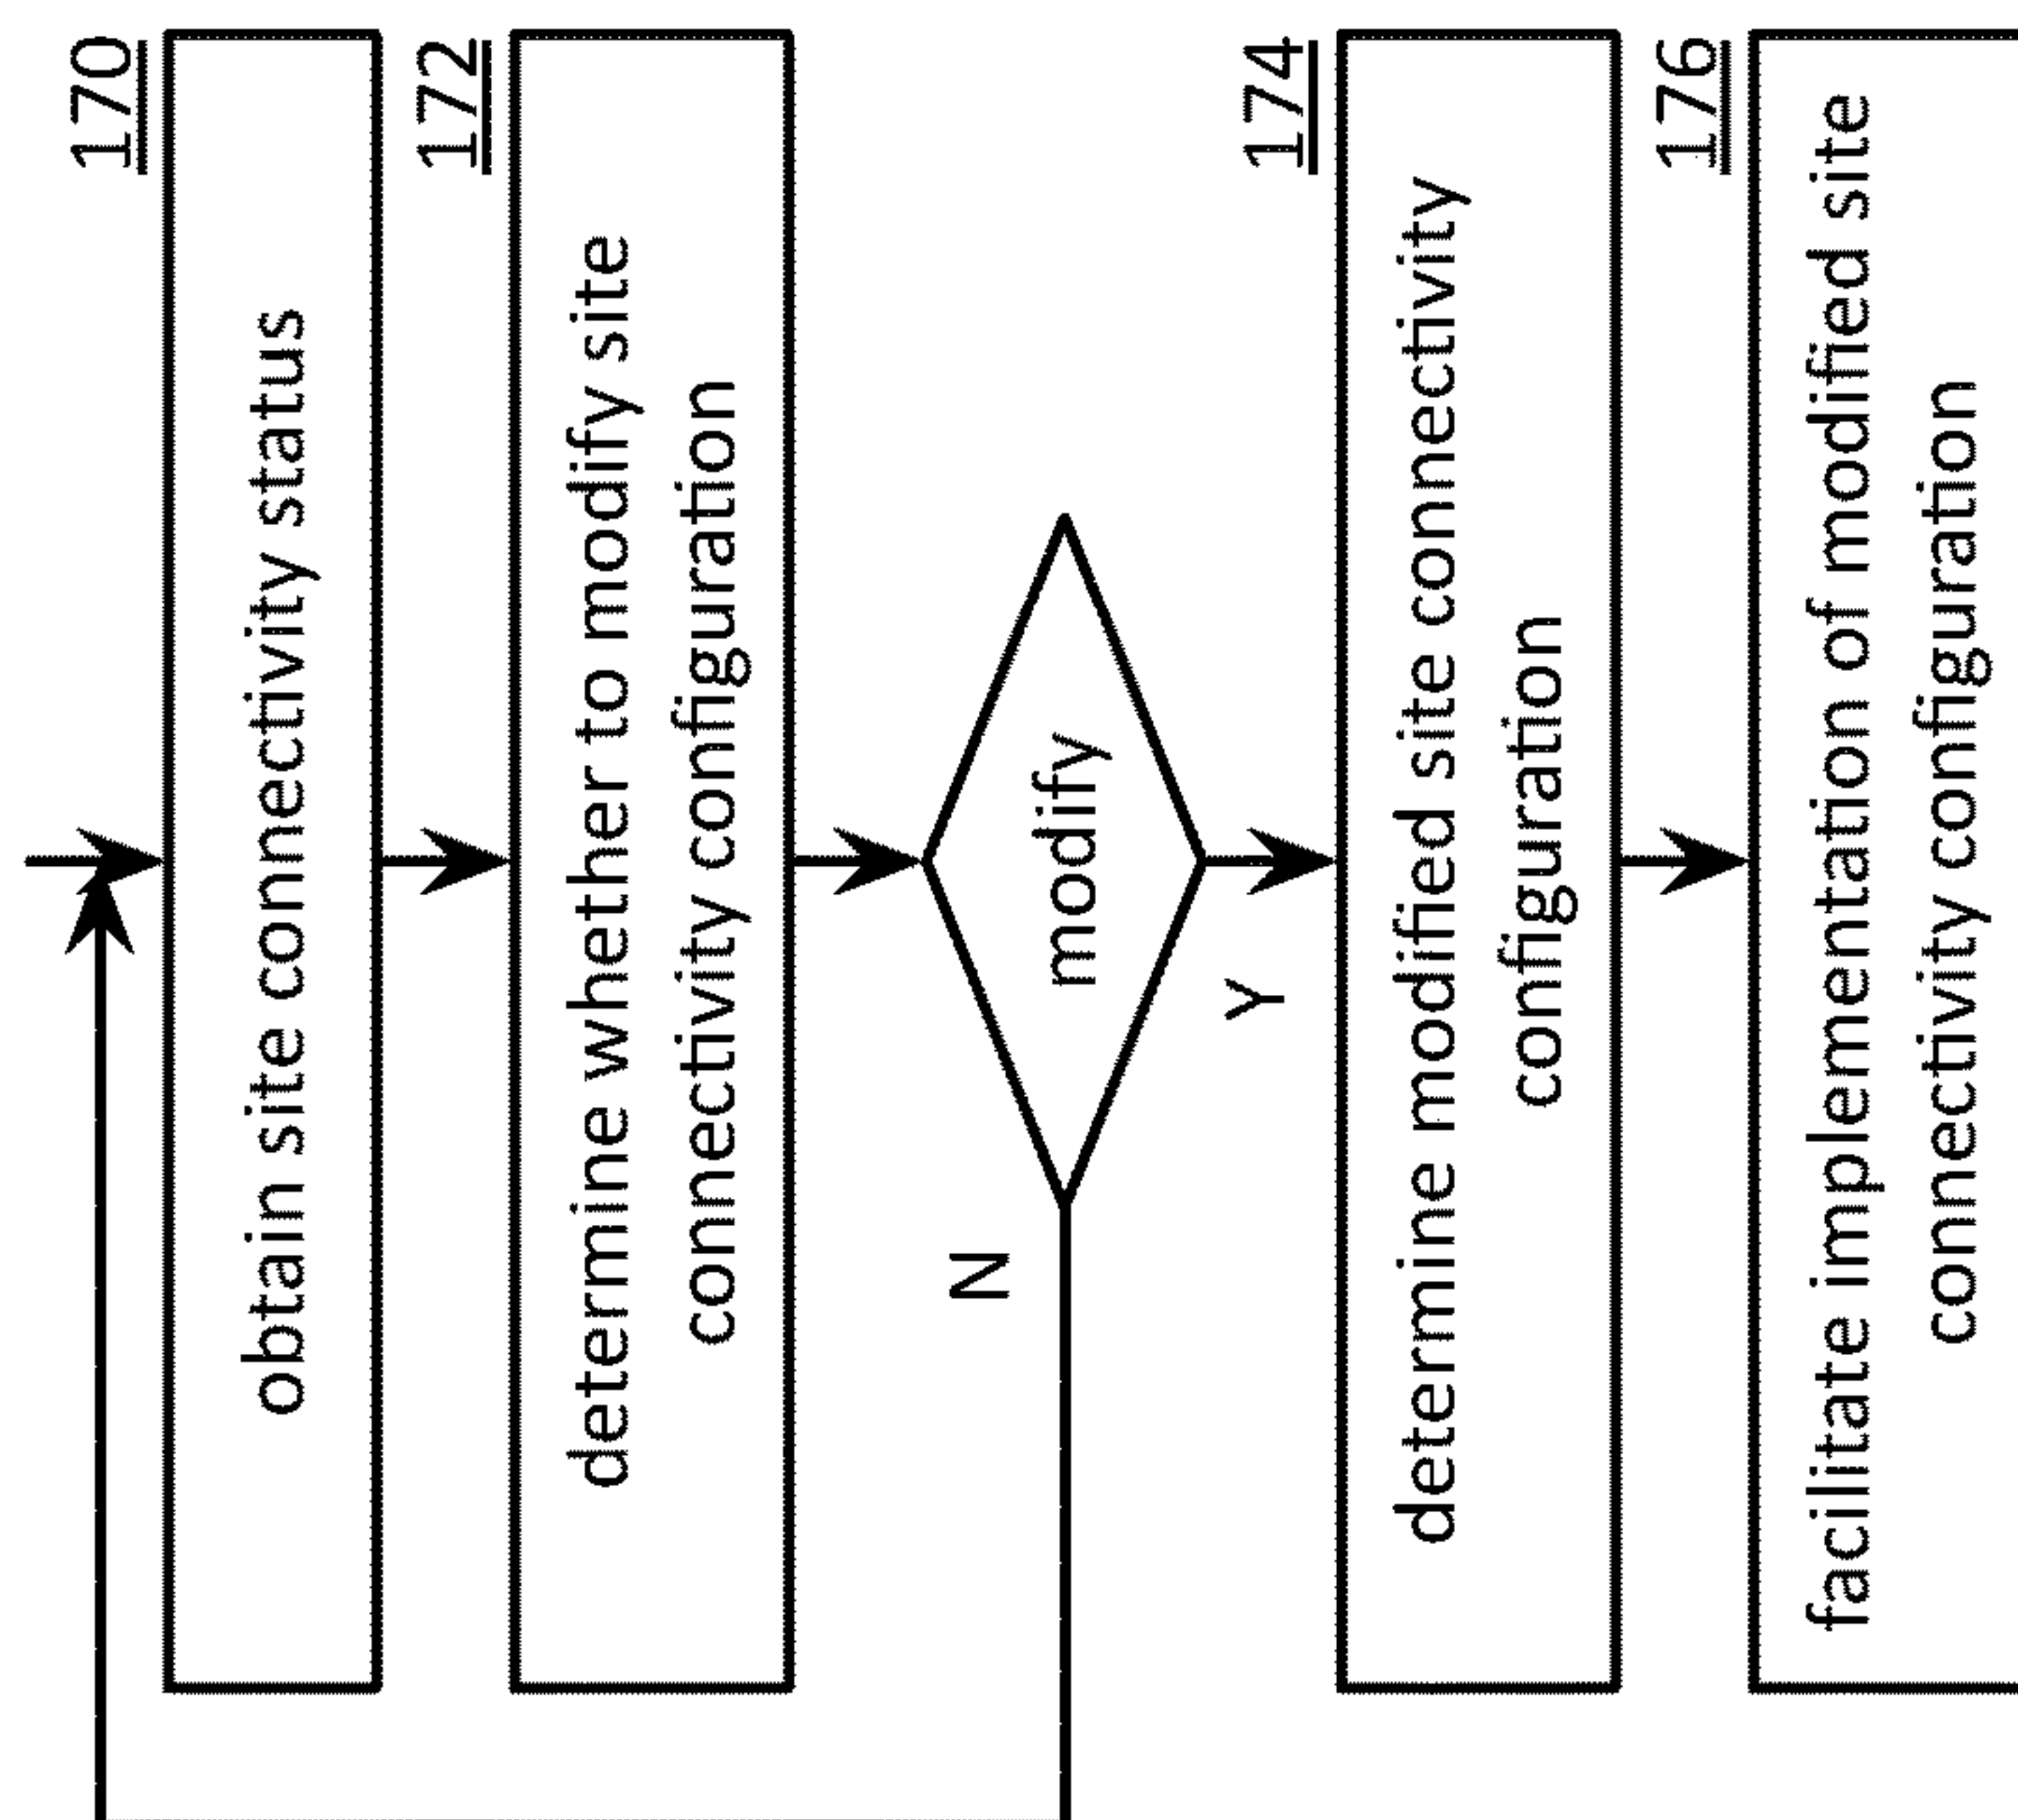 170
obtain site connectivity status
172
determine whether to modify site
connectivity configuration
modify
N
Y
174
determine modified site connectivity
configuration
176
facilitate implementation of modified site
connectivity configuration